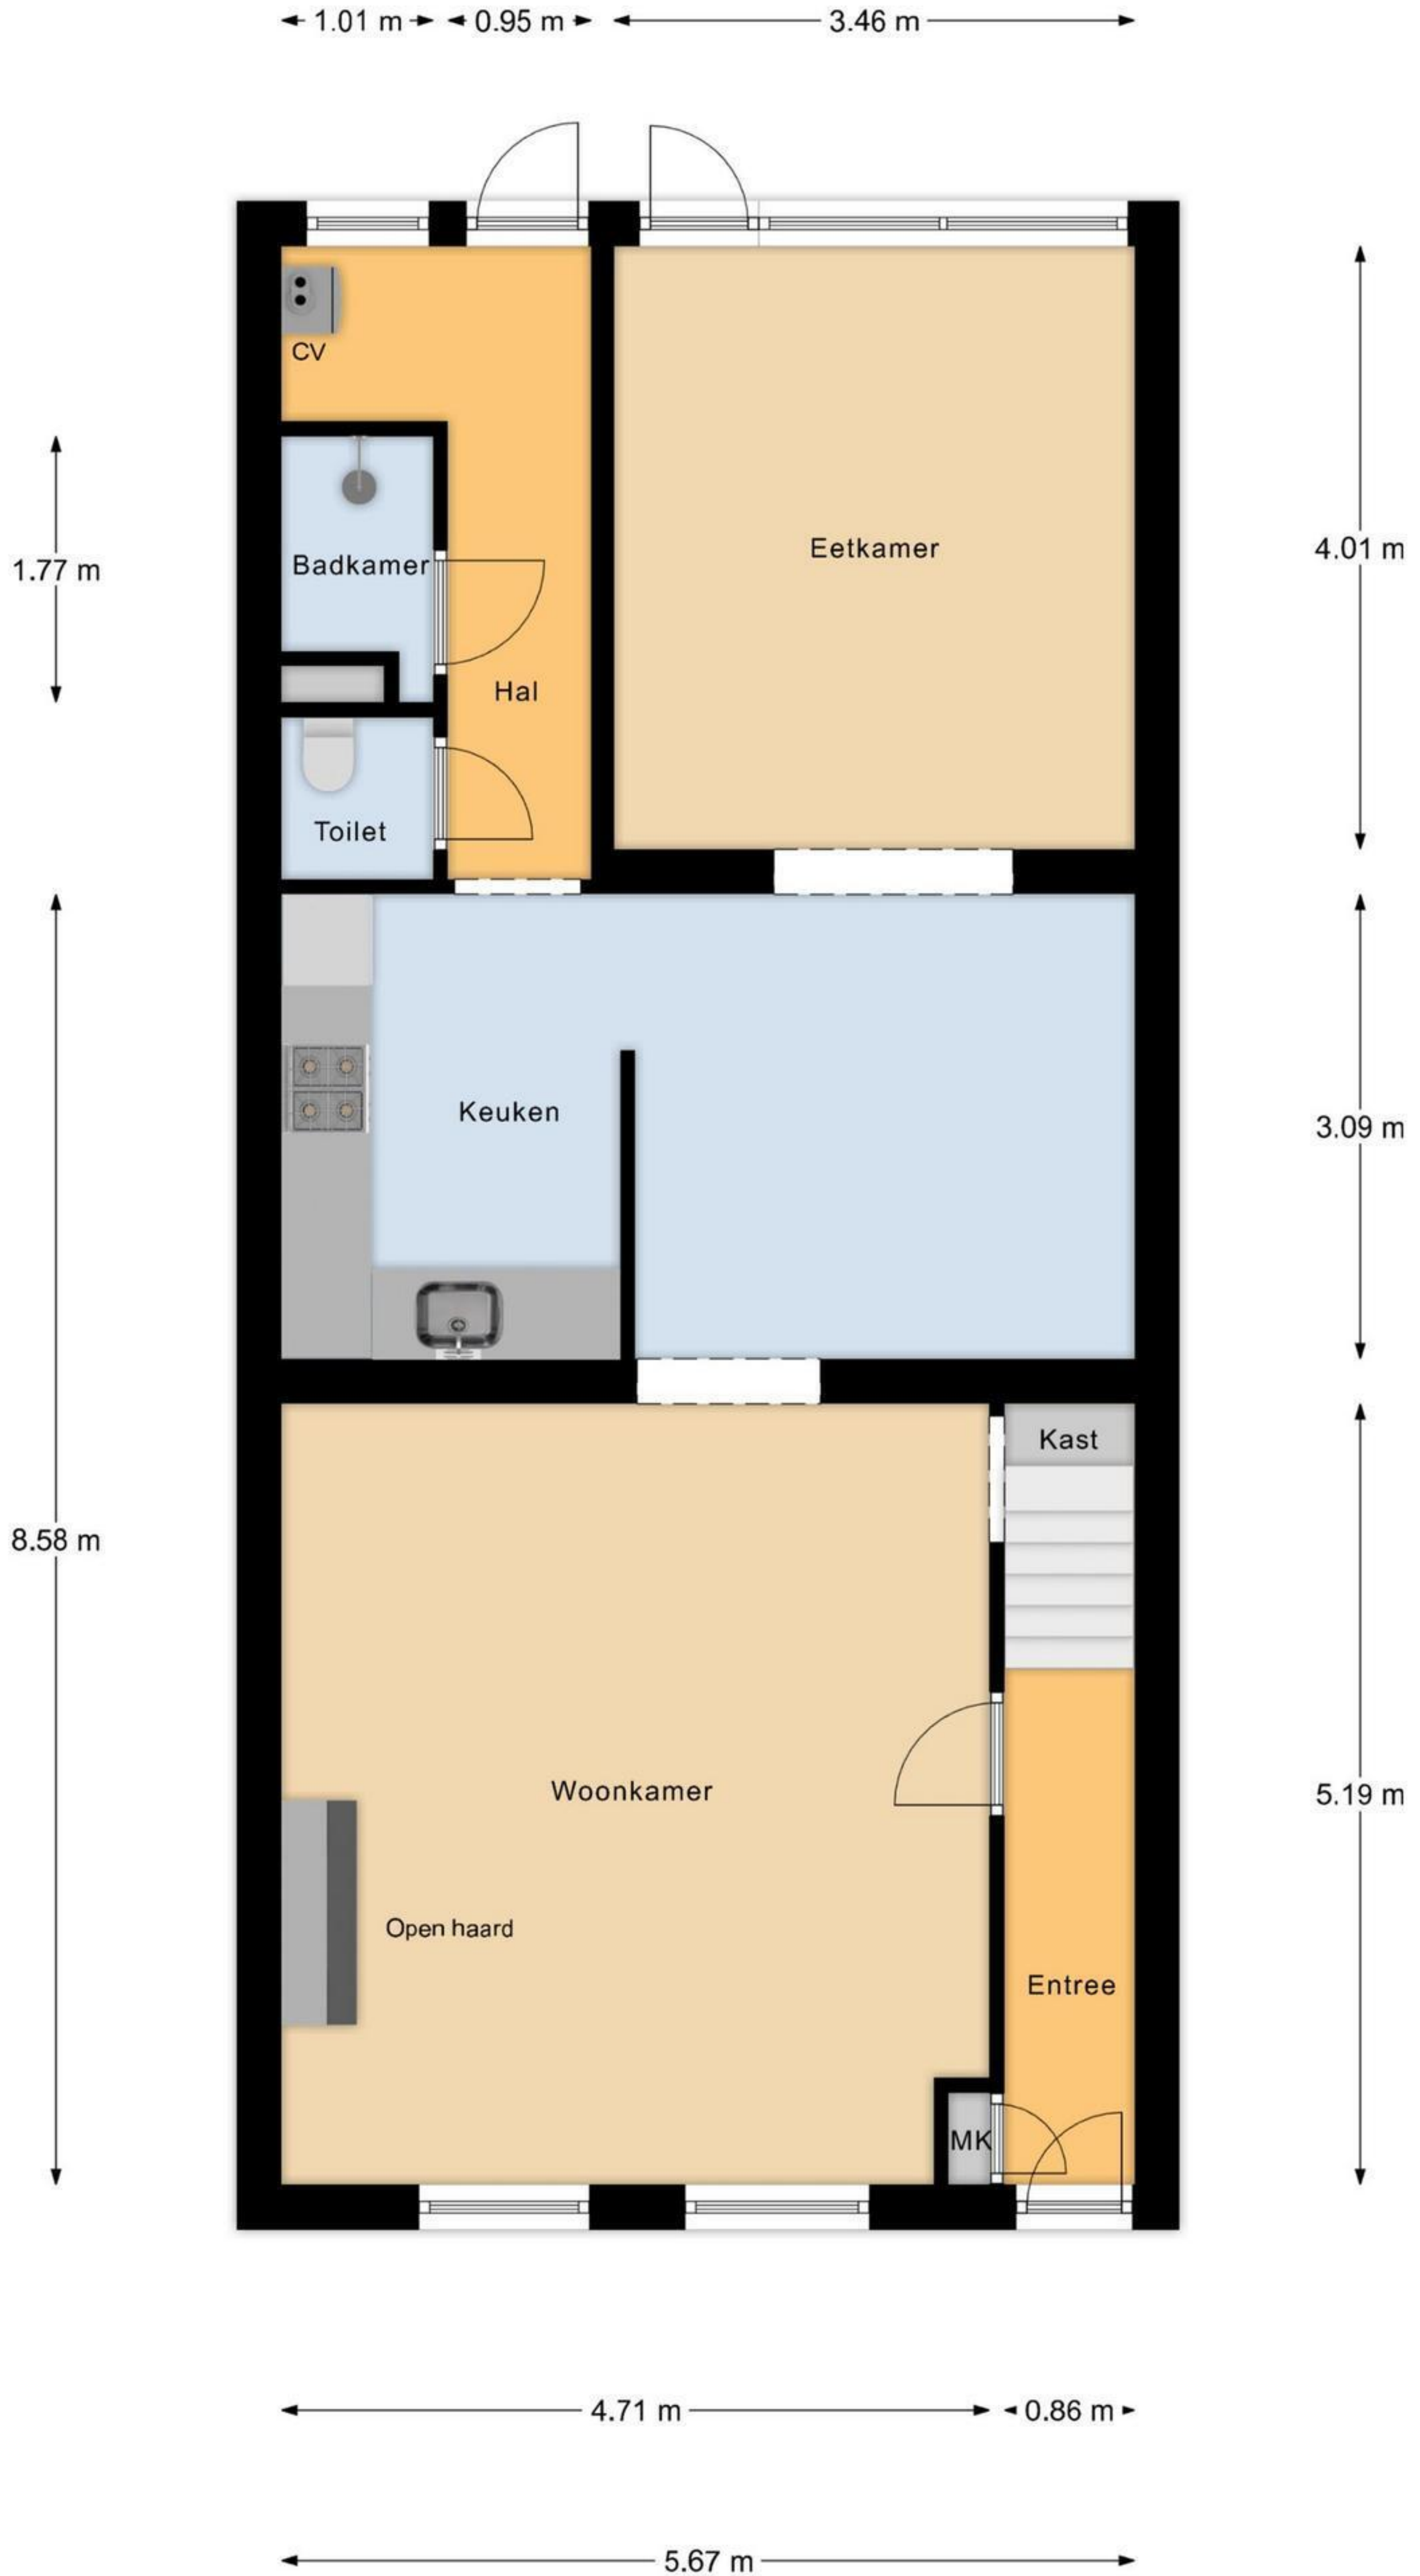 1.01 m
0.95 m
3.46 m
CV
Badkamer
Eetkamer
1.77 m
4.01 m
Hal
Toilet
Keuken
3.09 m
Kast
8.58 m
Woonkamer
5.19 m
Open haard
Entree
MK
4.71 m
0.86 m
5.67 m